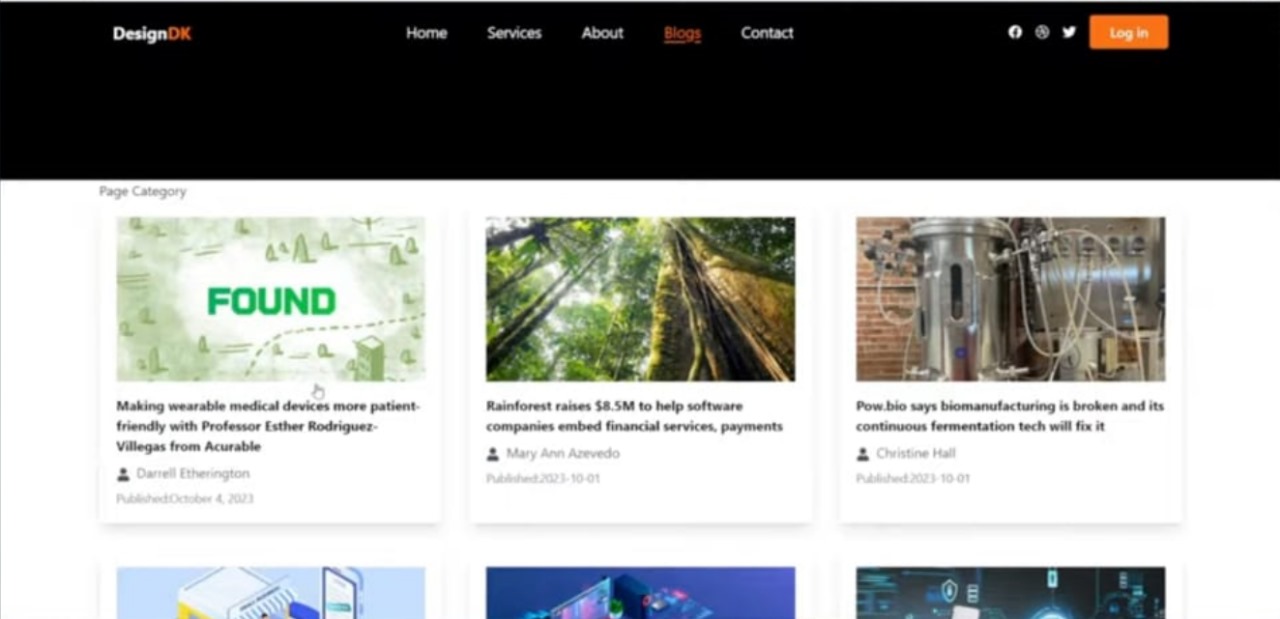 DesignDK
Home Services About Blogs Contact
Log in
Page Category
FOUND
Making wearable medical devices more patient-
friendly with Professor Esther Rodriguez-
Villegas from Acurable
Darrell Etherington
Published:October 4, 2023
Rainforest raises $8.5M to help software
companies embed financial services, payments
Mary Ann Azevedo
Published:2023-10-01
Pow.bio says biomanufacturing is broken and its
continuous fermentation tech will fix it
Christine Hall
Published:2023-10-01